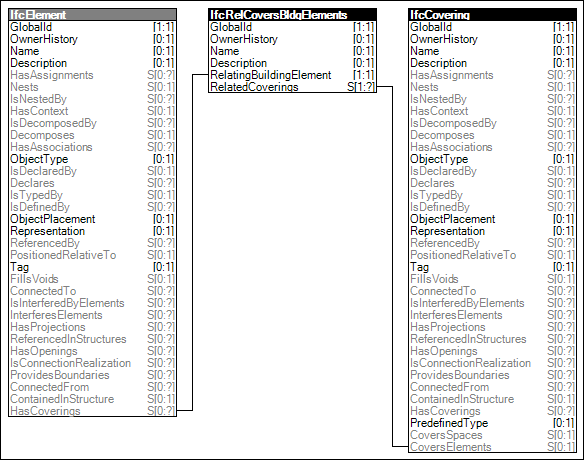 IfcElement
GlobalId [1:1]
OwnerHistory [0:1]
Name [0:1]
Description [0:1]
HasAssignments S[0:?]
Nests S[0:1]
IsNestedBy S[0:?]
HasContext S[0:1]
IsDecomposedBy S[0:?]
Decomposes S[0:1]
HasAssociations S[0:?]
ObjectType [0:1]
IsDeclaredBy S[0:1]
Declares S[0:?]
IsTypedBy S[0:1]
IsDefinedBy S[0:?]
ObjectPlacement [0:1]
Representation [0:1]
ReferencedBy S[0:?]
PositionedRelativeTo S[0:1]
Tag [0:1]
FillsVoids S[0:1]
ConnectedTo S[0:?]
IsInterferedByElements S[0:?]
InterferesElements S[0:?]
HasProjections S[0:?]
ReferencedInStructures S[0:?]
HasOpenings S[0:?]
IsConnectionRealization S[0:?]
ProvidesBoundaries S[0:?]
ConnectedFrom S[0:?]
ContainedInStructure S[0:1]
HasCoverings S[0:?]
IfcRelCoversBldgElements
GlobalId [1:1]
OwnerHistory [0:1]
Name [0:1]
Description [0:1]
RelatingBuildingElement [1:1]
RelatedCoverings S[1:?]
IfcCovering
GlobalId [1:1]
OwnerHistory [0:1]
Name [0:1]
Description [0:1]
HasAssignments S[0:?]
Nests S[0:1]
IsNestedBy S[0:?]
HasContext S[0:1]
IsDecomposedBy S[0:?]
Decomposes S[0:1]
HasAssociations S[0:?]
ObjectType [0:1]
IsDeclaredBy S[0:1]
Declares S[0:?]
IsTypedBy S[0:1]
IsDefinedBy S[0:?]
ObjectPlacement [0:1]
Representation [0:1]
ReferencedBy S[0:?]
PositionedRelativeTo S[0:1]
Tag [0:1]
FillsVoids S[0:1]
ConnectedTo S[0:?]
IsInterferedByElements S[0:?]
InterferesElements S[0:?]
HasProjections S[0:?]
ReferencedInStructures S[0:?]
HasOpenings S[0:?]
IsConnectionRealization S[0:?]
ProvidesBoundaries S[0:?]
ConnectedFrom S[0:?]
ContainedInStructure S[0:1]
HasCoverings S[0:?]
PredefinedType [0:1]
CoversSpaces S[0:1]
CoversElements S[0:1]